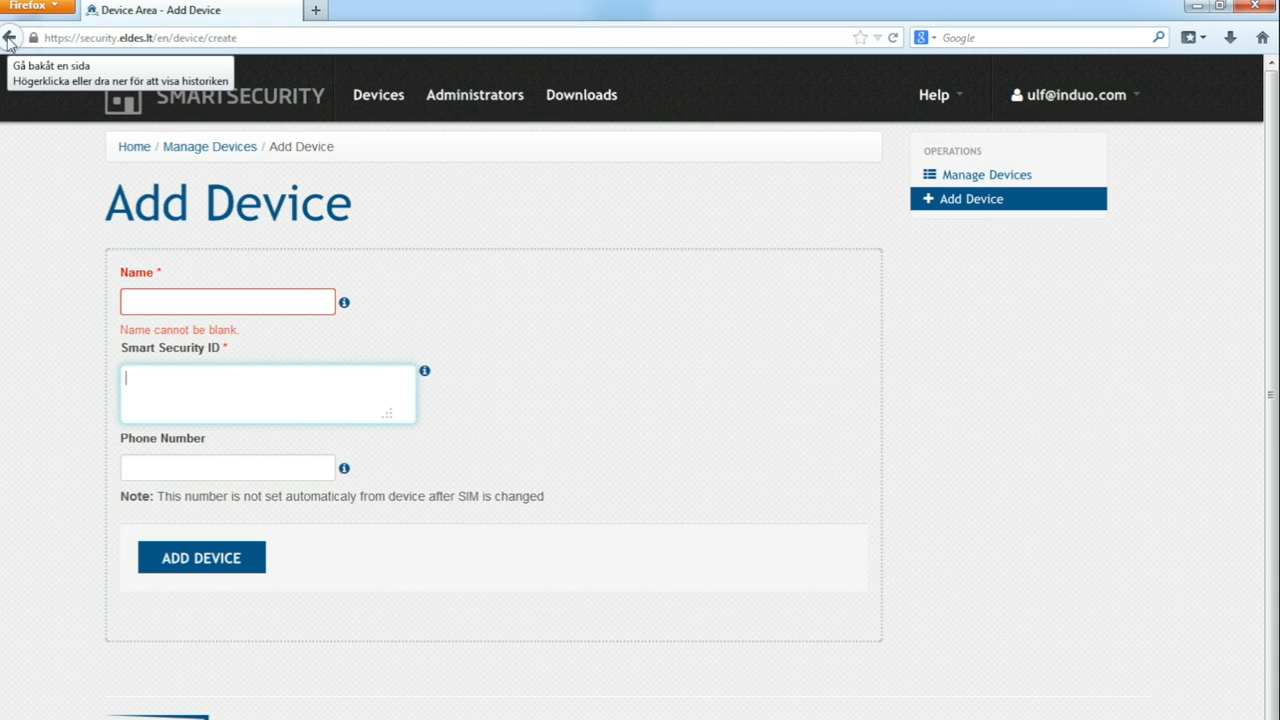 Firefox
Device Area - Add Device
https://security.eldes.lt/en/device/create
Google
Gå bakåt en sida
Högerklicka eller dra ner för att visa historiken
SMARTSECURITY
Devices
Administrators
Downloads
Help
ulf@induo.com
Home / Manage Devices / Add Device
OPERATIONS
Manage Devices
Add Device
Add Device
Name *
Name cannot be blank.
Smart Security ID *
Phone Number
Note: This number is not set automaticaly from device after SIM is changed
ADD DEVICE